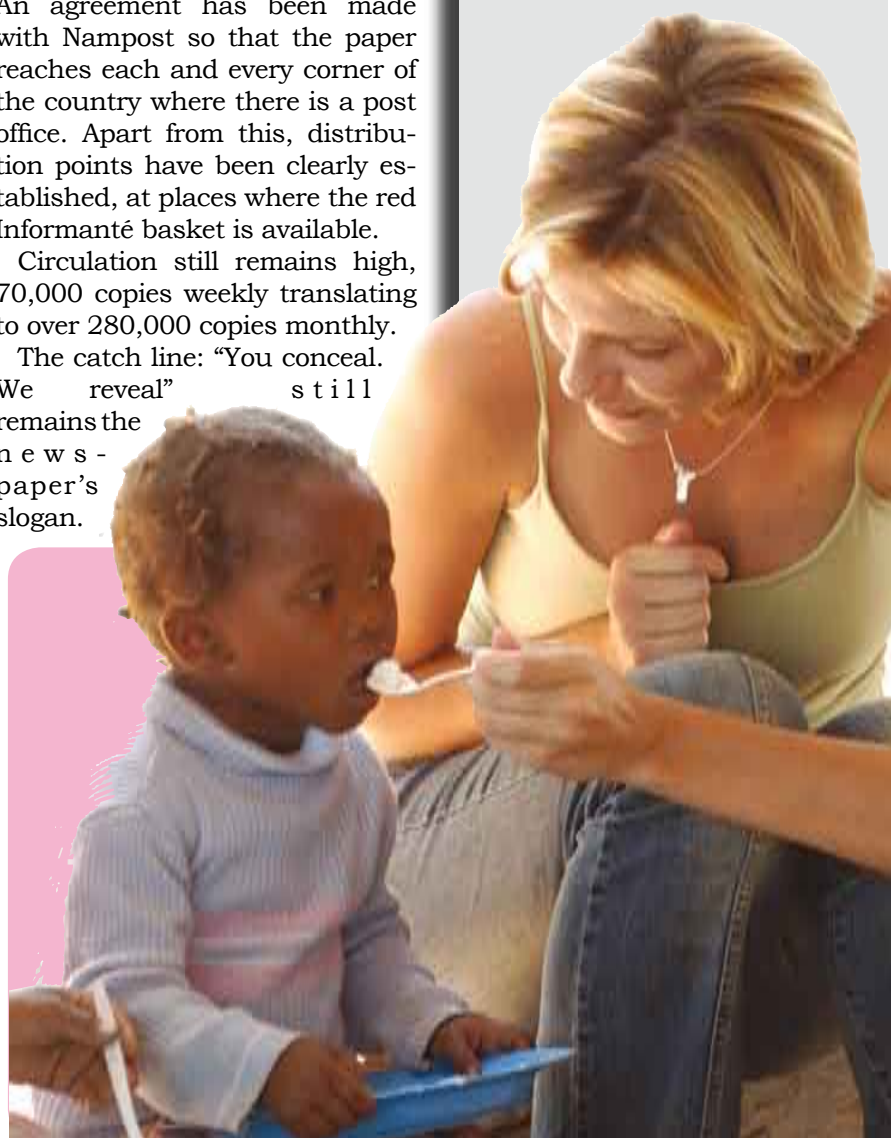 An agreement has been made
with Nampost so that the paper
reaches each and every corner of
the country where there is a post
office. Apart from this, distribu-
tion points have been clearly es-
tablished, at places where the red
Informanté basket is available.
Circulation still remains high,
70,000 copies weekly translating
to over 280,000 copies monthly.
The catch line: “You conceal.
We reveal” still
remains the
news-
paper’s
slogan.